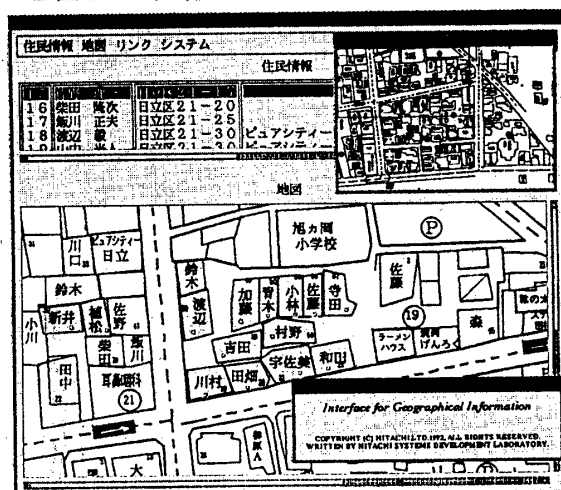 住民情報 地図 リンク システム
住民情報
16 柴田 隆次 日立区21-20
17 飯川 正夫 日立区21-25
18 渡辺 毅 日立区21-30 ピュアシティー
地図
旭ヵ岡
小学校
P
川口
ピュアシティー
日立
鈴木
鈴木
渡辺
加藤
青木
小林
佐藤
寺田
佐藤
19
小川
新井
植松
佐野
柴田
飯川
田中
耳鼻咽喉科
21
吉田
村野
宇佐美
和田
川村
田畑
ラーメン
ハウス
げんろく
森
大
Interface for Geographical Information
COPYRIGHT (C) HITACHI LTD. 1992, ALL RIGHTS RESERVED.
WRITTEN BY HITACHI SYSTEMS DEVELOPMENT LABORATORY.